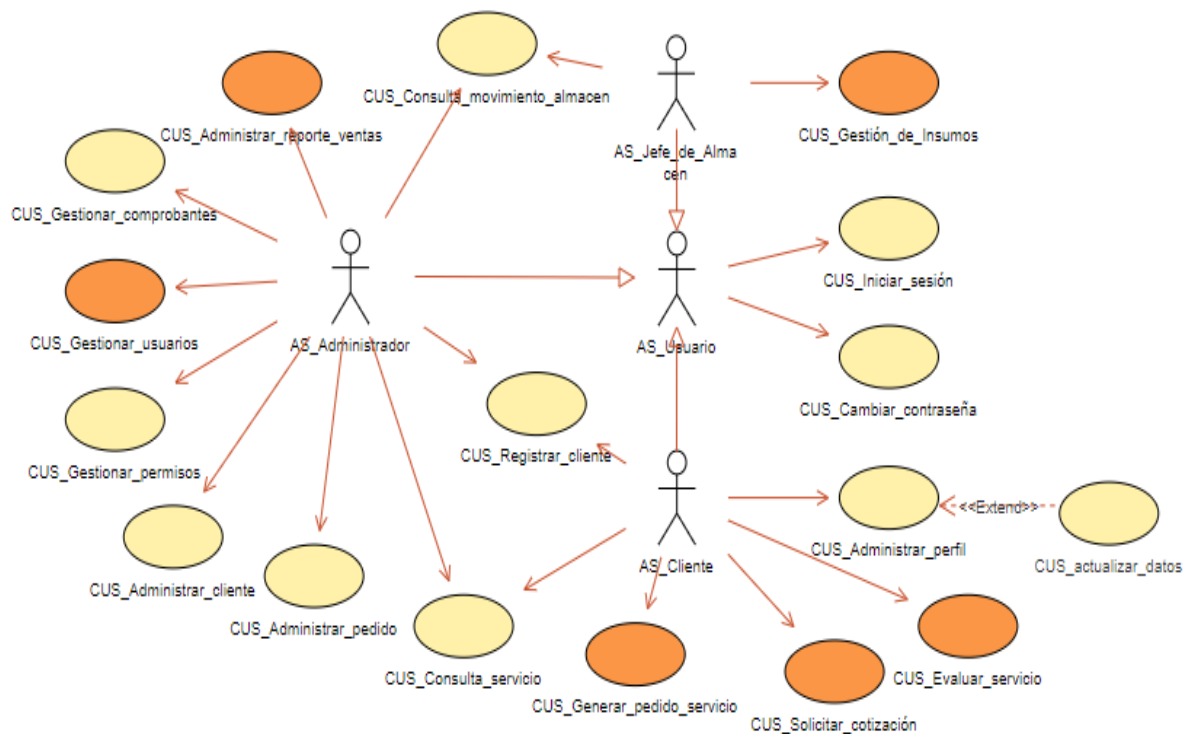 CUS_Consulta_movimiento_almacen
CUS_Administrar_reporte_ventas
AS_Jefe_de_Alma
cen
CUS_Gestión_de_Insumos
CUS_Gestionar_comprobantes
CUS_Iniciar_sesión
CUS_Gestionar_usuarios
AS_Administrador
AS_Usuario
CUS_Cambiar_contraseña
CUS_Gestionar_permisos
CUS_Registrar_cliente
<<Extend>>
CUS_Administrar_perfil
CUS_actualizar_datos
AS_Cliente
CUS_Administrar_cliente
CUS_Administrar_pedido
CUS_Consulta_servicio
CUS_Evaluar_servicio
CUS_Generar_pedido_servicio
CUS_Solicitar_cotización